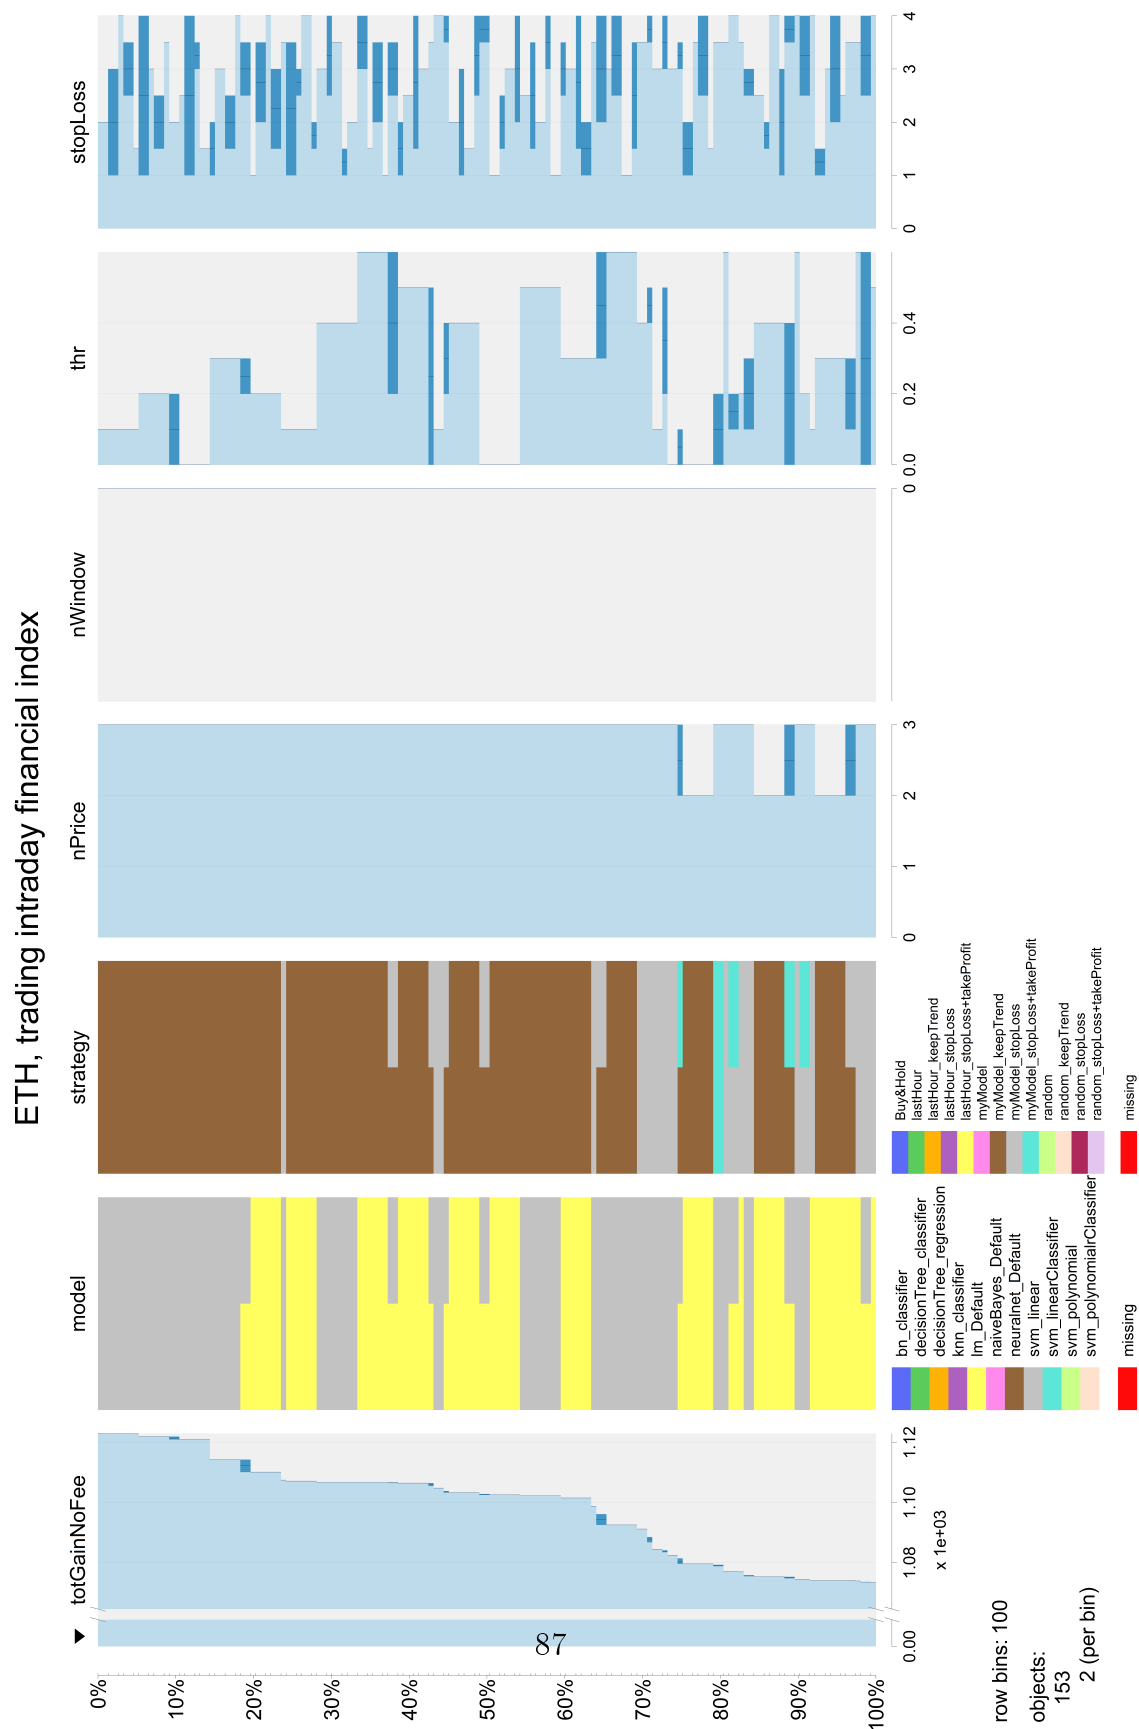 ETH, trading intraday financial index
totGainNoFee
model
strategy
nPrice
nWindow
thr
stopLoss
0%
10%
20%
30%
40%
50%
60%
70%
80%
90%
100%
0.00
1.08
1.10
1.12
x 1e+03
0
1
2
3
0
0.0
0.2
0.4
0
1
2
3
4
bn_classifier
decisionTree_classifier
decisionTree_regression
knn_classifier
lm_Default
naiveBayes_Default
neuralnet_Default
svm_linear
svm_linearClassifier
svm_polynomial
svm_polynomialrClassifier
missing
Buy&Hold
lastHour
lastHour_keepTrend
lastHour_stopLoss
lastHour_stopLoss+takeProfit
myModel
myModel_keepTrend
myModel_stopLoss
myModel_stopLoss+takeProfit
random
random_keepTrend
random_stopLoss
random_stopLoss+takeProfit
missing
row bins: 100
objects:
153
2 (per bin)
87